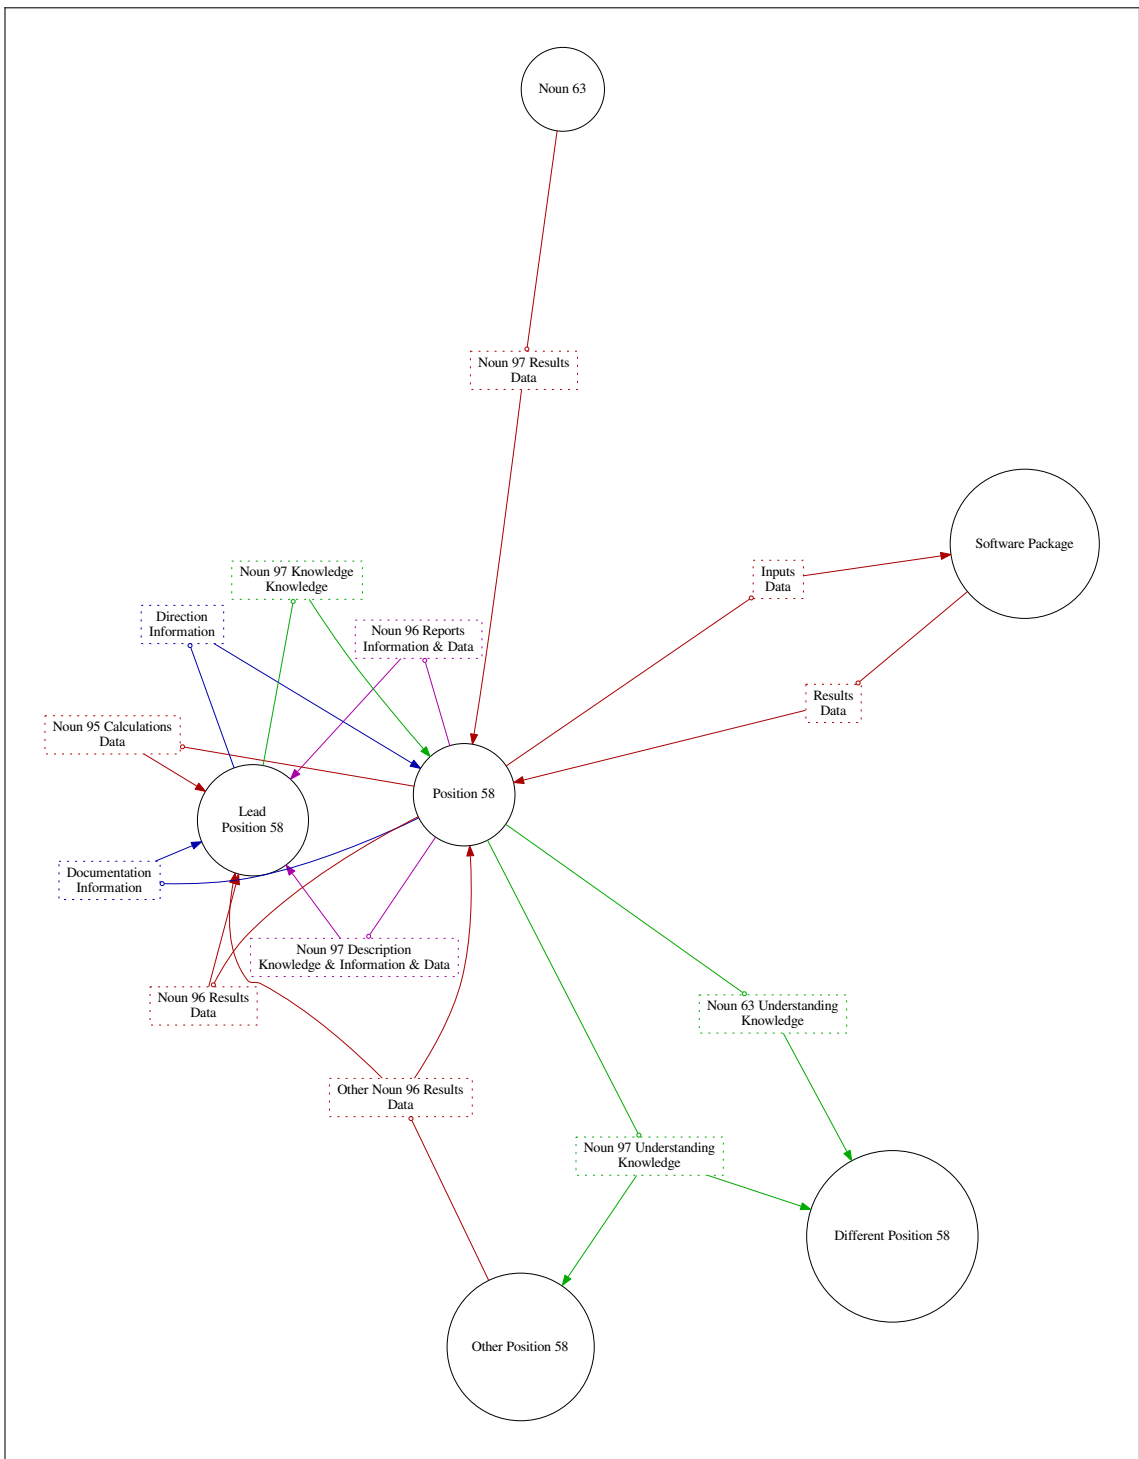 Noun 63
Noun 97 Results
Data
Software Package
Inputs
Data
Noun 97 Knowledge
Knowledge
Direction
Information
Noun 96 Reports
Information & Data
Results
Data
Noun 95 Calculations
Data
Position 58
Lead
Position 58
Documentation
Information
Noun 97 Description
Knowledge & Information & Data
Noun 96 Results
Data
Noun 63 Understanding
Knowledge
Other Noun 96 Results
Data
Noun 97 Understanding
Knowledge
Different Position 58
Other Position 58